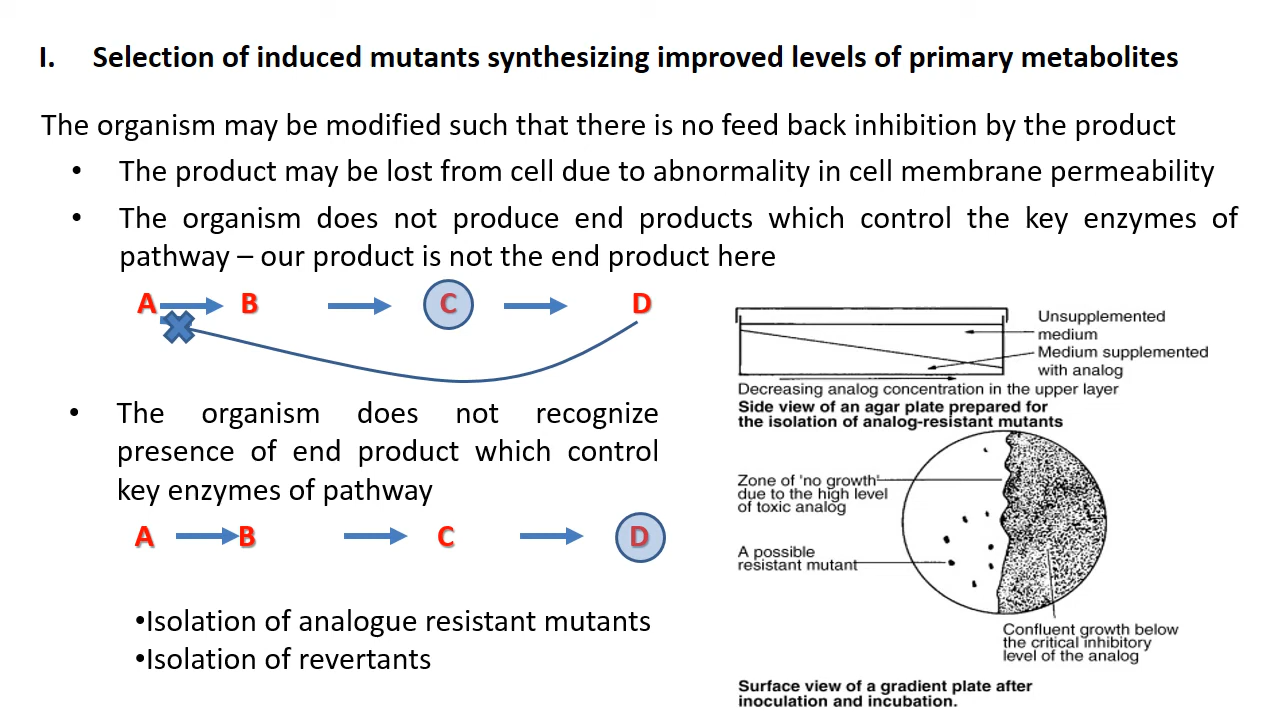 I. Selection of induced mutants synthesizing improved levels of primary metabolites
The organism may be modified such that there is no feed back inhibition by the product
• The product may be lost from cell due to abnormality in cell membrane permeability
• The organism does not produce end products which control the key enzymes of
pathway – our product is not the end product here
A B C D
• The organism does not recognize
presence of end product which control
key enzymes of pathway
A B C D
•Isolation of analogue resistant mutants
•Isolation of revertants
Unsupplemented
medium
Medium supplemented
with analog
Decreasing analog concentration in the upper layer
Side view of an agar plate prepared for
the isolation of analog-resistant mutants
Zone of 'no growth'
due to the high level
of toxic analog
A possible
resistant mutant
Confluent growth below
the critical inhibitory
level of the analog
Surface view of a gradient plate after
inoculation and incubation.